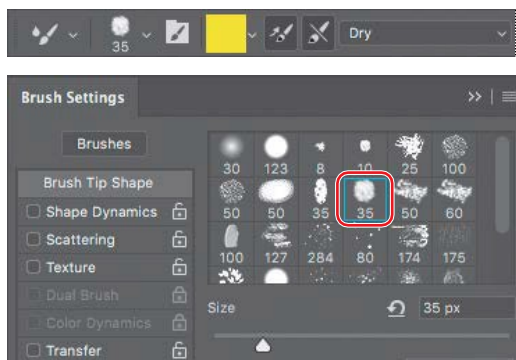 35
Dry
Brush Settings
Brushes
30 123 8 10 25 100
Brush Tip Shape
50 50 35 35 50 60
Shape Dynamics
Scattering
100 127 284 80 174 175
Texture
Dual Brush
Size 35 px
Color Dynamics
Transfer